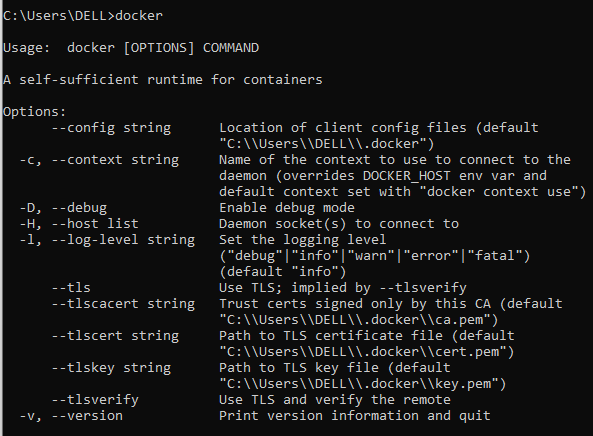 C:\Users\DELL>docker
Usage:  docker [OPTIONS] COMMAND
A self-sufficient runtime for containers
Options:
      --config string      Location of client config files (default
                           "C:\\Users\\DELL\\.docker")
  -c, --context string     Name of the context to use to connect to the
                           daemon (overrides DOCKER_HOST env var and
                           default context set with "docker context use")
  -D, --debug              Enable debug mode
  -H, --host list          Daemon socket(s) to connect to
  -l, --log-level string   Set the logging level
                           ("debug"|"info"|"warn"|"error"|"fatal")
                           (default "info")
      --tls                Use TLS; implied by --tlsverify
      --tlscacert string   Trust certs signed only by this CA (default
                           "C:\\Users\\DELL\\.docker\\ca.pem")
      --tlscert string     Path to TLS certificate file (default
                           "C:\\Users\\DELL\\.docker\\cert.pem")
      --tlskey string      Path to TLS key file (default
                           "C:\\Users\\DELL\\.docker\\key.pem")
      --tlsverify          Use TLS and verify the remote
  -v, --version            Print version information and quit